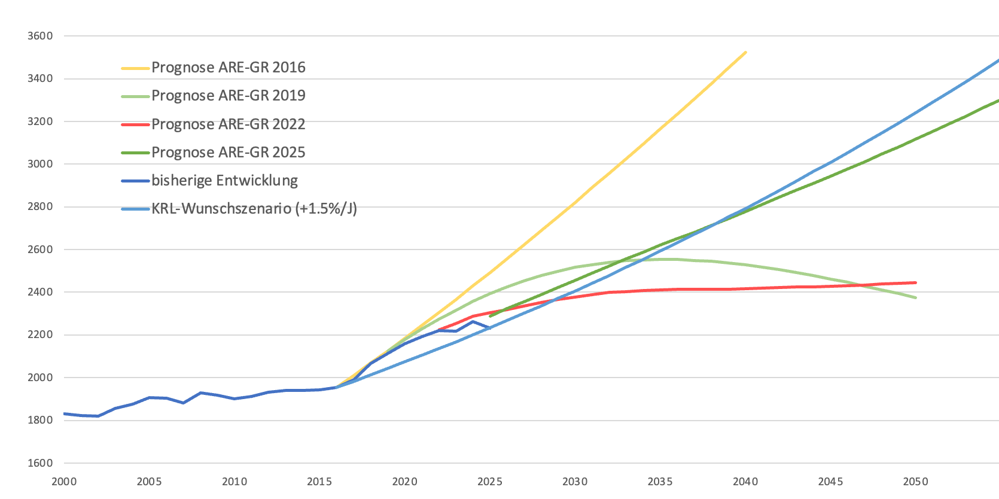 3600
Prognose ARE-GR 2016
3400
Prognose ARE-GR 2019
3200
Prognose ARE-GR 2022
Prognose ARE-GR 2025
3000
bisherige Entwicklung
2800
KRL-Wunschszenario (+1.5%/J)
2600
2400
2200
2000
1800
1600
2000 2005 2010 2015 2020 2025 2030 2035 2040 2045 2050